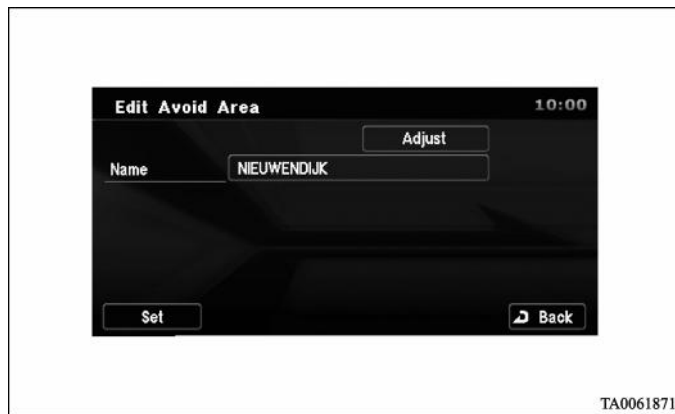 Edit Avoid Area 10:00
Adjust
Name NIEUWENDIJK
Set Back
TA0061871